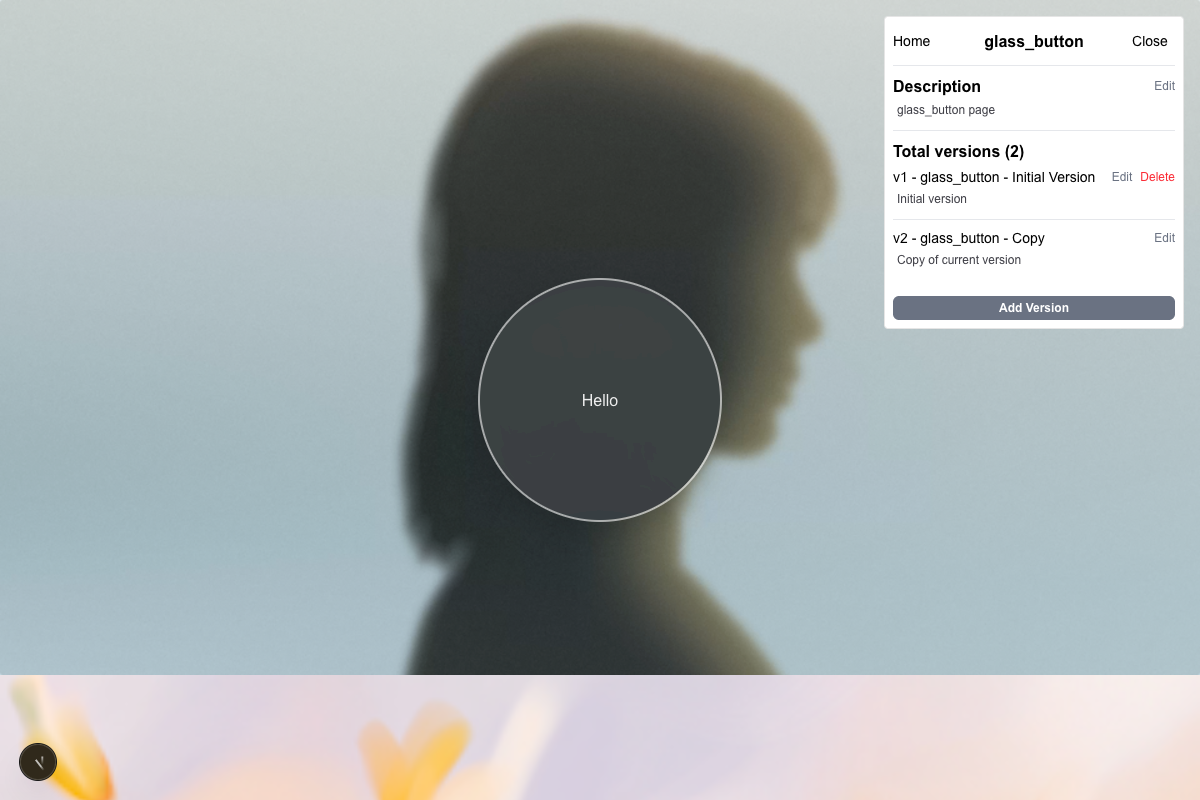 Home glass_button Close
Description Edit
glass_button page
Total versions (2)
v1 - glass_button - Initial Version Edit Delete
Initial version
v2 - glass_button - Copy Edit
Copy of current version
Add Version
Hello